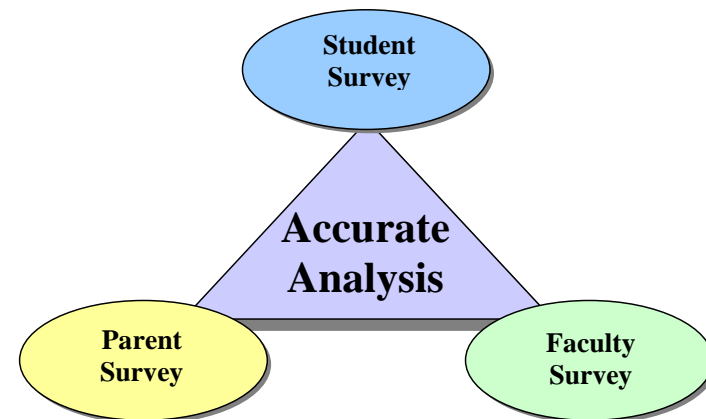 Student
Survey
Accurate
Analysis
Parent
Survey
Faculty
Survey